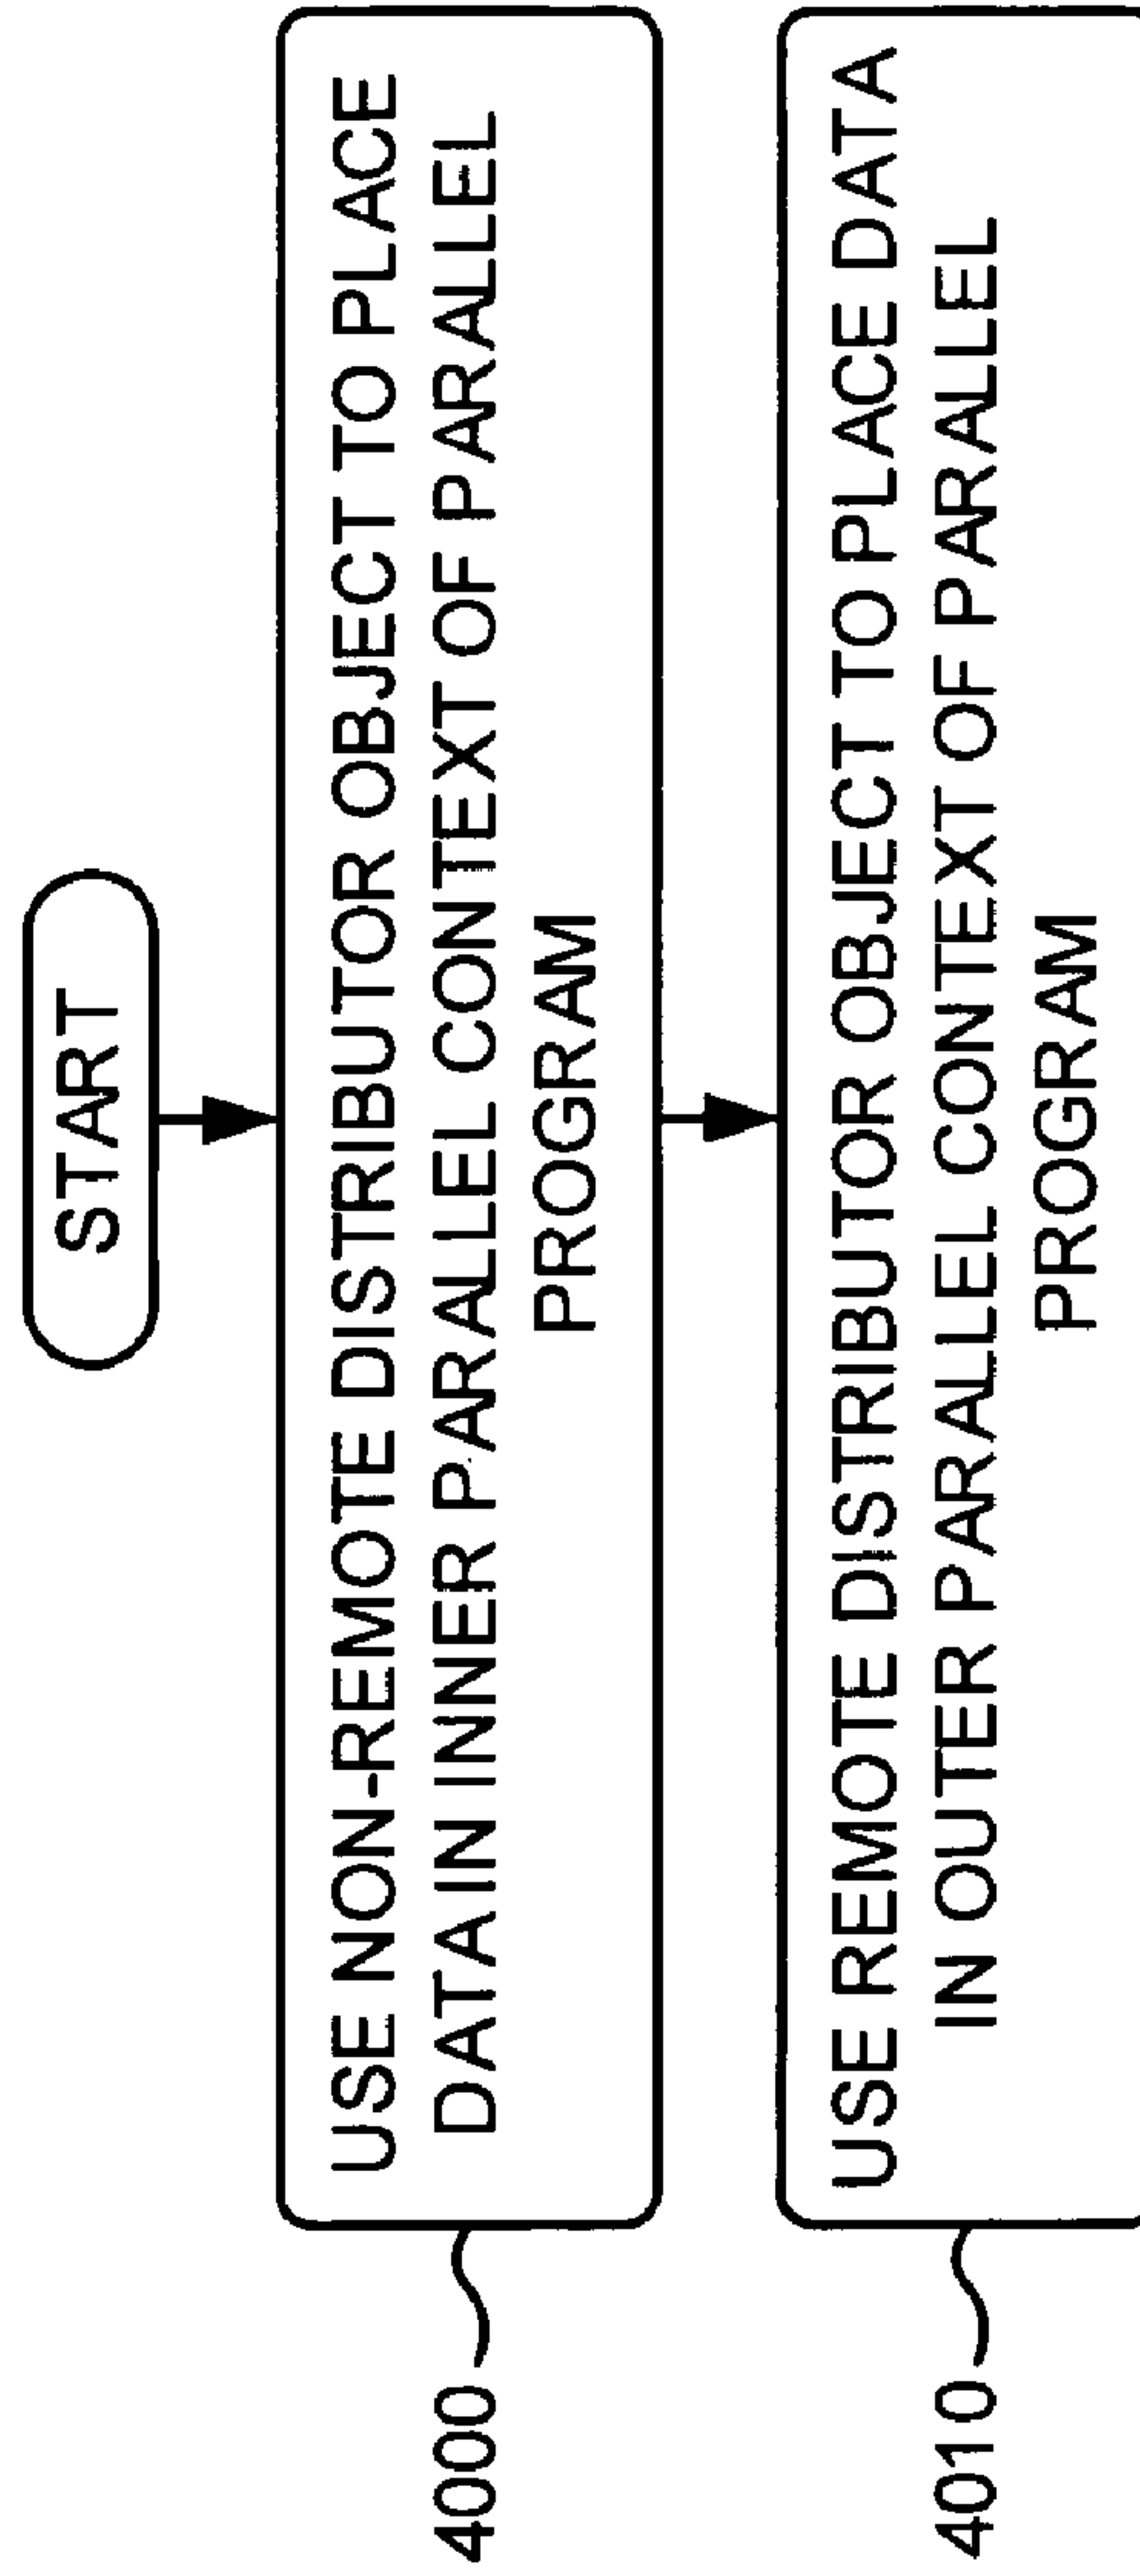 START
USE NON-REMOTE DISTRIBUTOR OBJECT TO PLACE
DATA IN INNER PARALLEL CONTEXT OF PARALLEL
PROGRAM
4000
USE REMOTE DISTRIBUTOR OBJECT TO PLACE DATA
IN OUTER PARALLEL CONTEXT OF PARALLEL
PROGRAM
4010